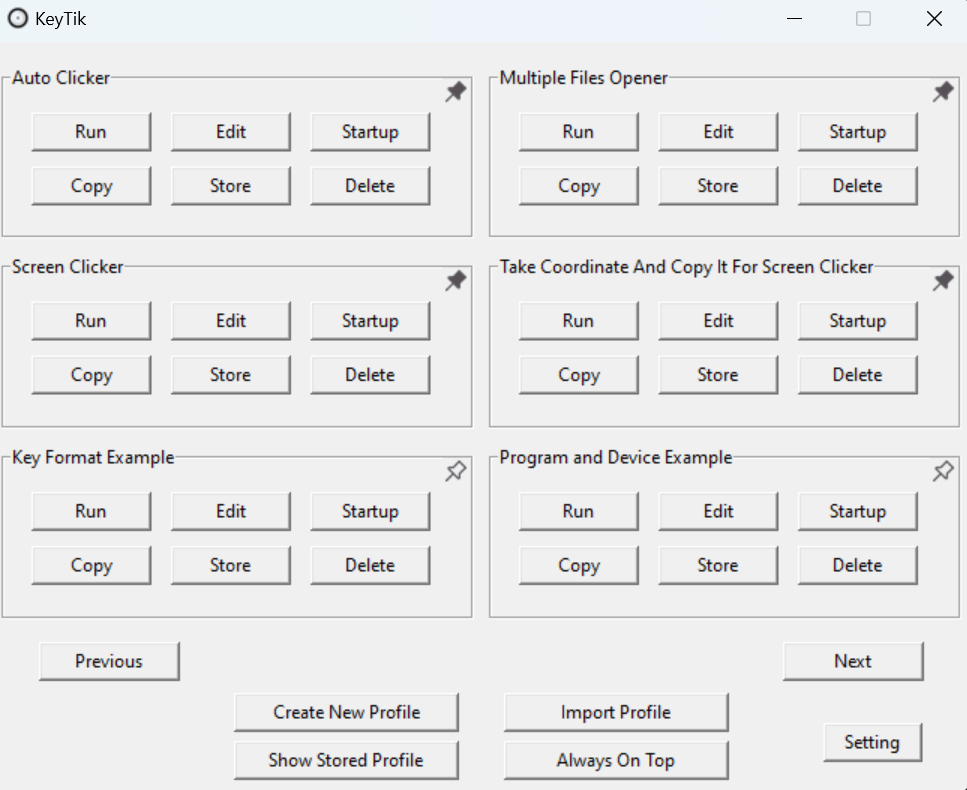 KeyTik
Auto Clicker
Run Edit Startup
Copy Store Delete
Multiple Files Opener
Run Edit Startup
Copy Store Delete
Screen Clicker
Run Edit Startup
Copy Store Delete
Take Coordinate And Copy It For Screen Clicker
Run Edit Startup
Copy Store Delete
Key Format Example
Run Edit Startup
Copy Store Delete
Program and Device Example
Run Edit Startup
Copy Store Delete
Previous Next
Create New Profile Import Profile
Show Stored Profile Always On Top
Setting